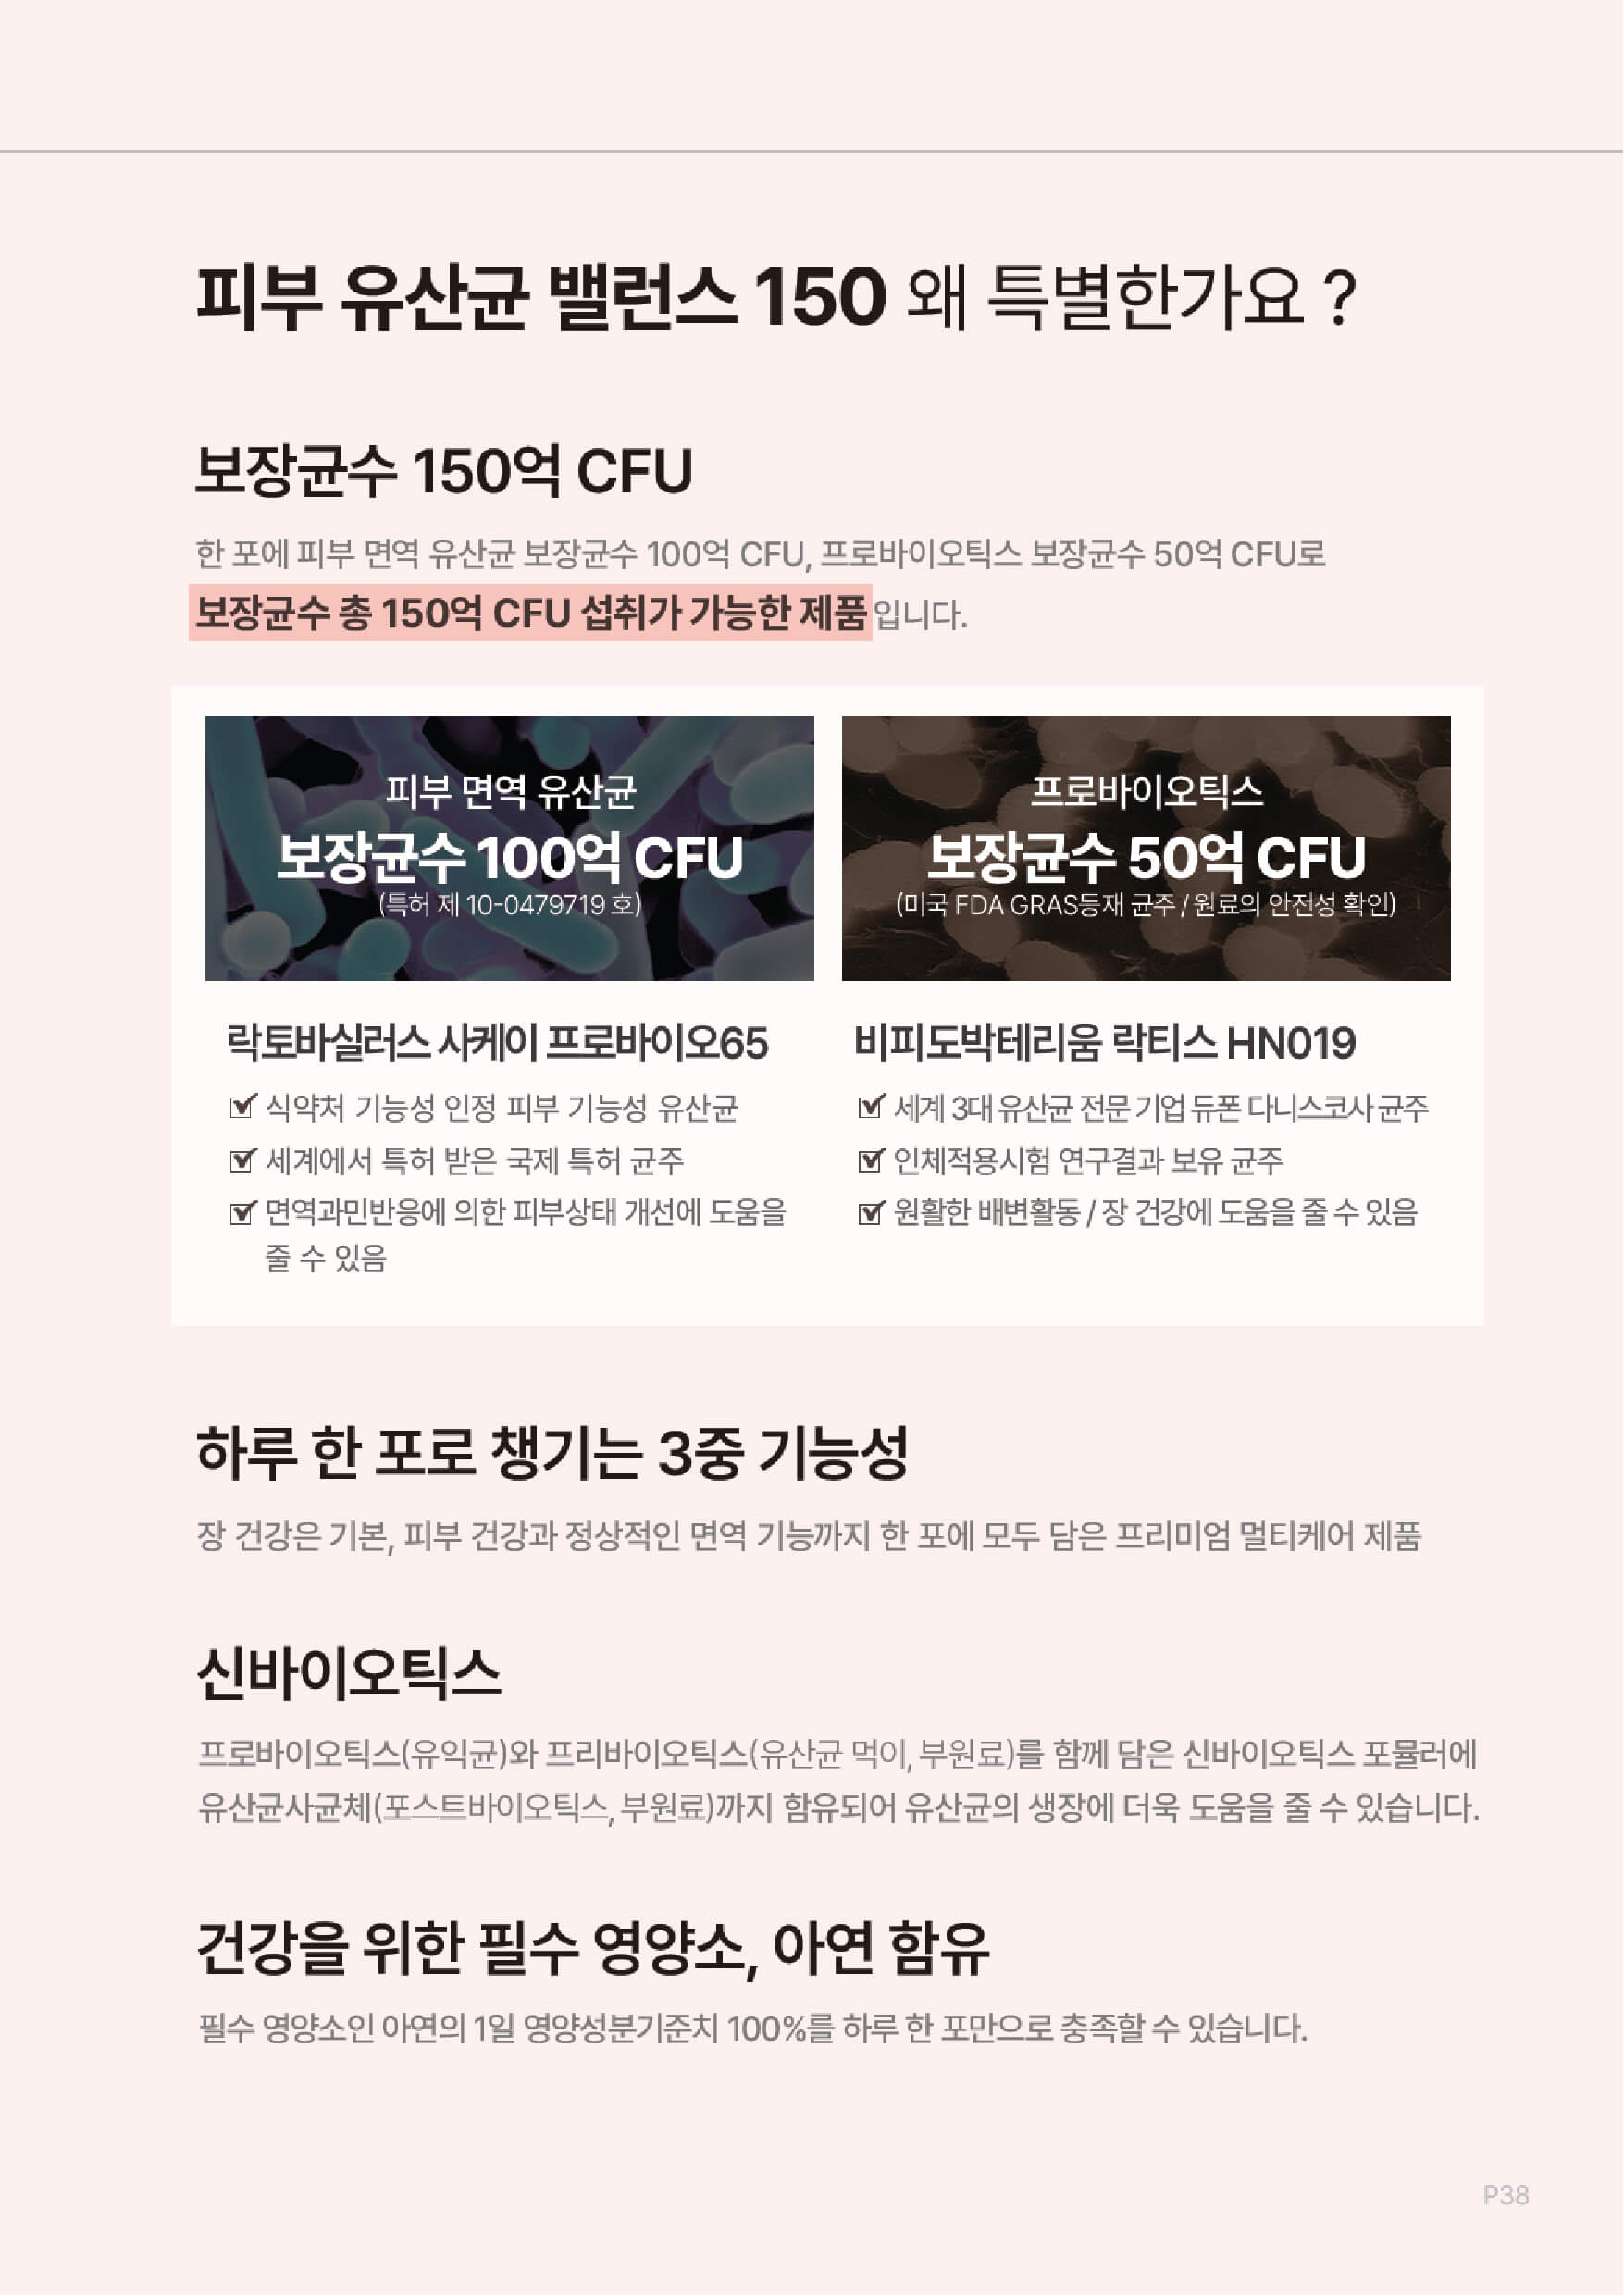 피부 유산균 밸런스 150 왜 특별한가요 ?
보장균수 150억 CFU
한 포에 피부 면역 유산균 보장균수 100억 CFU, 프로바이오틱스 보장균수 50억 CFU로
보장균수 총 150억 CFU 섭취가 가능한 제품입니다.
피부 면역 유산균
보장균수 100억 CFU
(특허 제 10-0479719 호)
락토바실러스 사케이 프로바이오65
식약처 기능성 인정 피부 기능성 유산균
세계에서 특허 받은 국제 특허 균주
면역과민반응에 의한 피부상태 개선에 도움을
줄 수 있음
프로바이오틱스
보장균수 50억 CFU
(미국 FDA GRAS등재 균주 / 원료의 안전성 확인)
비피도박테리움 락티스 HN019
세계 3대 유산균 전문 기업 듀폰 다니스코사 균주
인체적용시험 연구결과 보유 균주
원활한 배변활동 / 장 건강에 도움을 줄 수 있음
하루 한 포로 챙기는 3중 기능성
장 건강은 기본, 피부 건강과 정상적인 면역 기능까지 한 포에 모두 담은 프리미엄 멀티케어 제품
신바이오틱스
프로바이오틱스(유익균)와 프리바이오틱스(유산균 먹이, 부원료)를 함께 담은 신바이오틱스 포뮬러에
유산균사균체(포스트바이오틱스, 부원료)까지 함유되어 유산균의 생장에 더욱 도움을 줄 수 있습니다.
건강을 위한 필수 영양소, 아연 함유
필수 영양소인 아연의 1일 영양성분기준치 100%를 하루 한 포만으로 충족할 수 있습니다.
P38